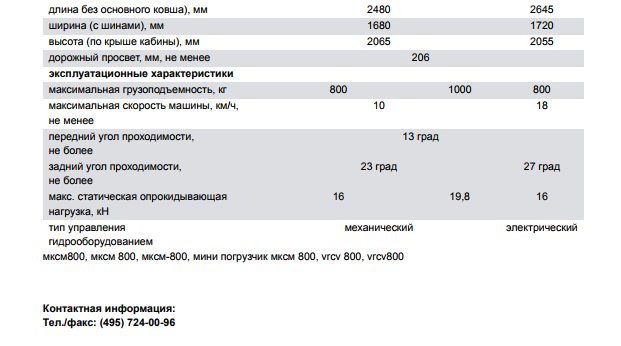 длина без основного ковша), мм 2480 2645
ширина (с шинами), мм 1680 1720
высота (по крыше кабины), мм 2065 2055
дорожный просвет, мм, не менее 206
эксплуатационные характеристики
максимальная грузоподъемность, кг 800 1000 800
максимальная скорость машины, км/ч, 10 18
не менее
передний угол проходимости, 13 град
не более
задний угол проходимости, 23 град 27 град
не более
макс. статическая опрокидывающая 16 19,8 16
нагрузка, кН
тип управления механический электрический
гидрооборудованием
мксм800, мксм 800, мксм-800, мини погрузчик мксм 800, vrcv 800, vrcv800
Контактная информация:
Тел./факс: (495) 724-00-96